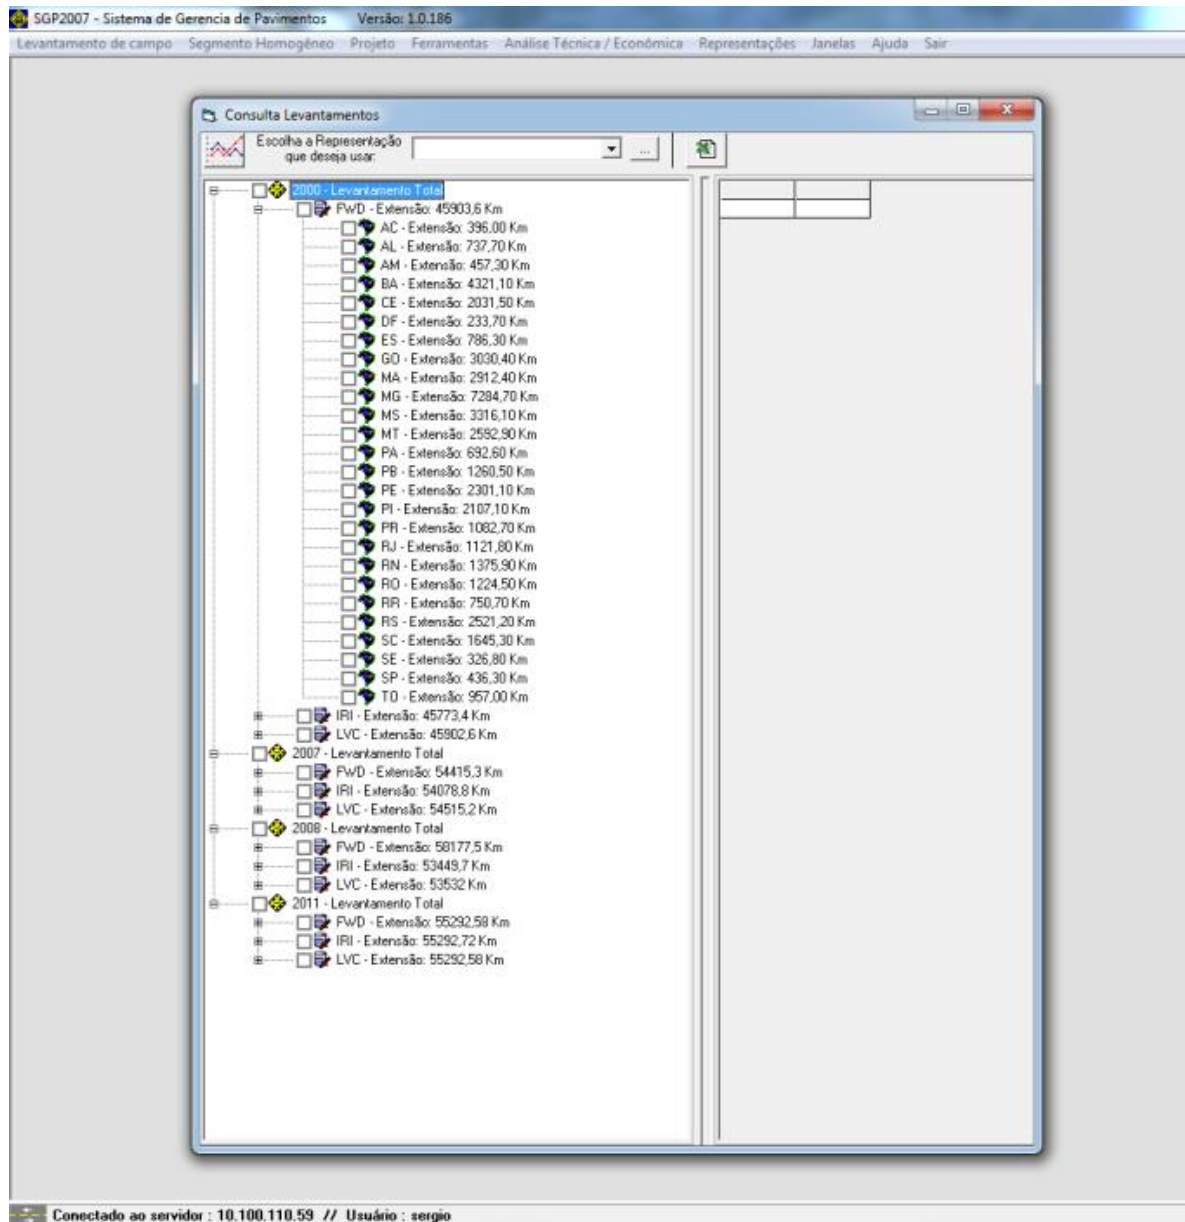 SGP2007 - Sistema de Gerencia de Pavimentos Versão: 1.0.186
Levantamento de campo Segmento Homogêneo Projeto Ferramentas Análise Técnica / Econômica Representações Janelas Ajuda Sair
Consulta Levantamentos
Escolha a Representação
que deseja usar:
...
2000 - Levantamento Total
FWD - Extensão: 45903,6 Km
AC - Extensão: 396,00 Km
AL - Extensão: 737,70 Km
AM - Extensão: 457,30 Km
BA - Extensão: 4321,10 Km
CE - Extensão: 2031,50 Km
DF - Extensão: 233,70 Km
ES - Extensão: 786,30 Km
GO - Extensão: 3030,40 Km
MA - Extensão: 2912,40 Km
MG - Extensão: 7284,70 Km
MS - Extensão: 3316,10 Km
MT - Extensão: 2592,90 Km
PA - Extensão: 692,60 Km
PB - Extensão: 1260,50 Km
PE - Extensão: 2301,10 Km
PI - Extensão: 2107,10 Km
PR - Extensão: 1082,70 Km
RJ - Extensão: 1121,80 Km
RN - Extensão: 1375,90 Km
RO - Extensão: 1224,50 Km
RR - Extensão: 750,70 Km
RS - Extensão: 2521,20 Km
SC - Extensão: 1645,30 Km
SE - Extensão: 326,80 Km
SP - Extensão: 436,30 Km
TO - Extensão: 957,00 Km
IRI - Extensão: 45773,4 Km
LVC - Extensão: 45902,6 Km
2007 - Levantamento Total
FWD - Extensão: 54415,3 Km
IRI - Extensão: 54078,8 Km
LVC - Extensão: 54515,2 Km
2008 - Levantamento Total
FWD - Extensão: 58177,5 Km
IRI - Extensão: 53449,7 Km
LVC - Extensão: 53532 Km
2011 - Levantamento Total
FWD - Extensão: 55292,58 Km
IRI - Extensão: 55292,72 Km
LVC - Extensão: 55292,58 Km
Conectado ao servidor : 10.100.110.59 // Usuário : sergio